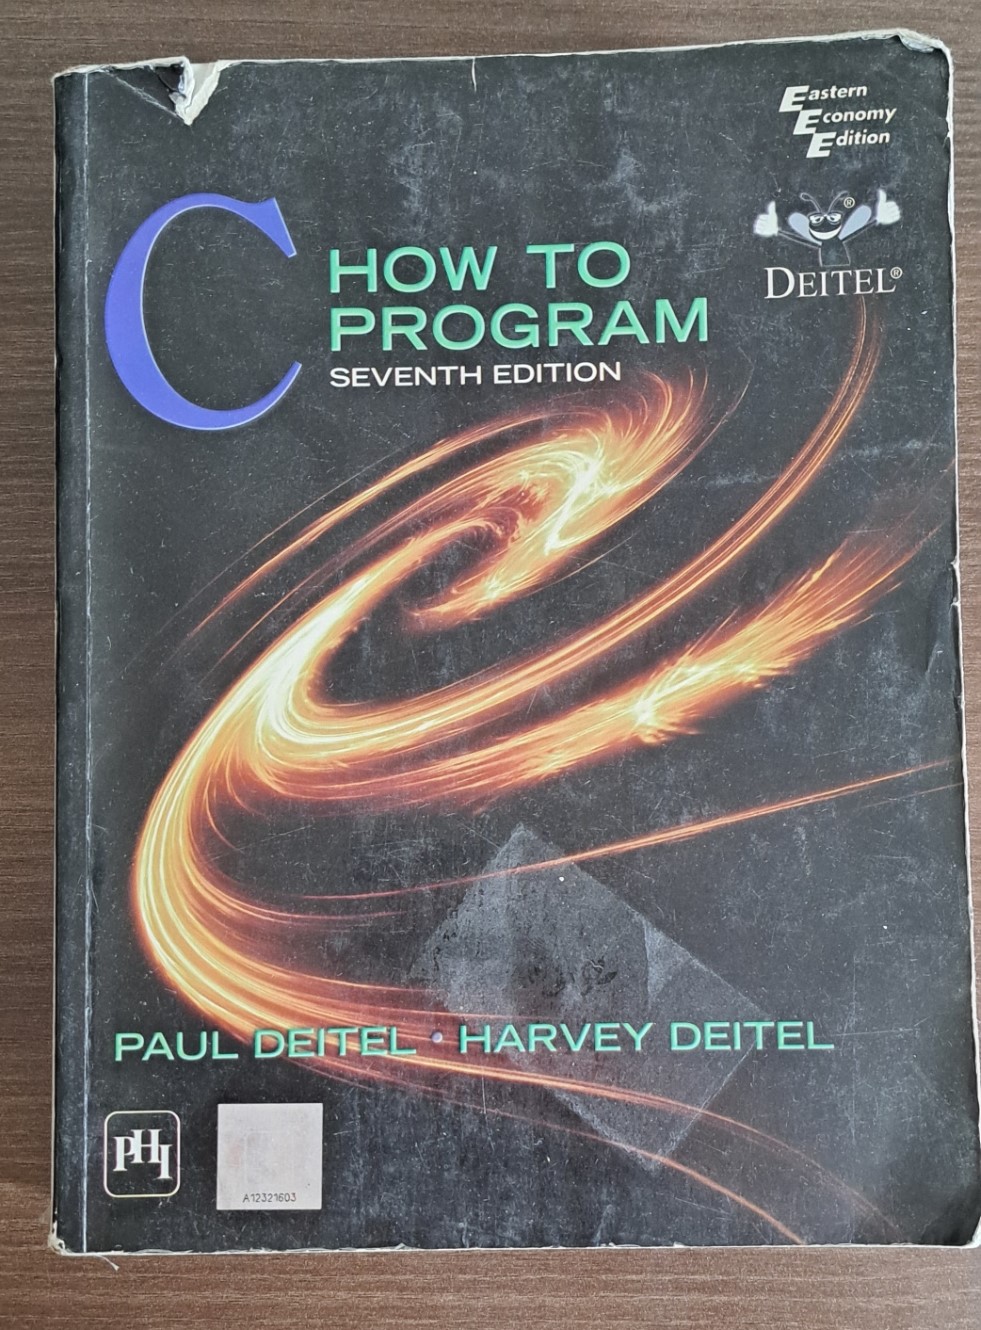 Eastern
Economy
Edition
®
DEITEL®
C HOW TO
PROGRAM
SEVENTH EDITION
PAUL DEITEL • HARVEY DEITEL
PHI
A12321603